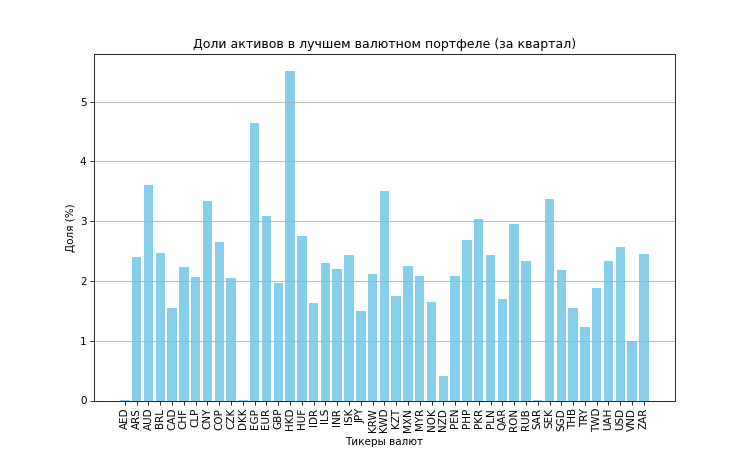 Доли активов в лучшем валютном портфеле (за квартал)
Доля (%)
5
4
3
2
1
0
AED ARS AUD BRL CAD CHF CLP CNY COP CZK DKK EGP EUR GBP HKD HUF IDR ILS INR ISK JPY KRW KWD KZT MXN MYR NOK NZD PEN PHP PKR PLN QAR RON RUB SAR SEK SGD THB TRY TWD UAH USD VND ZAR
Тикеры валют